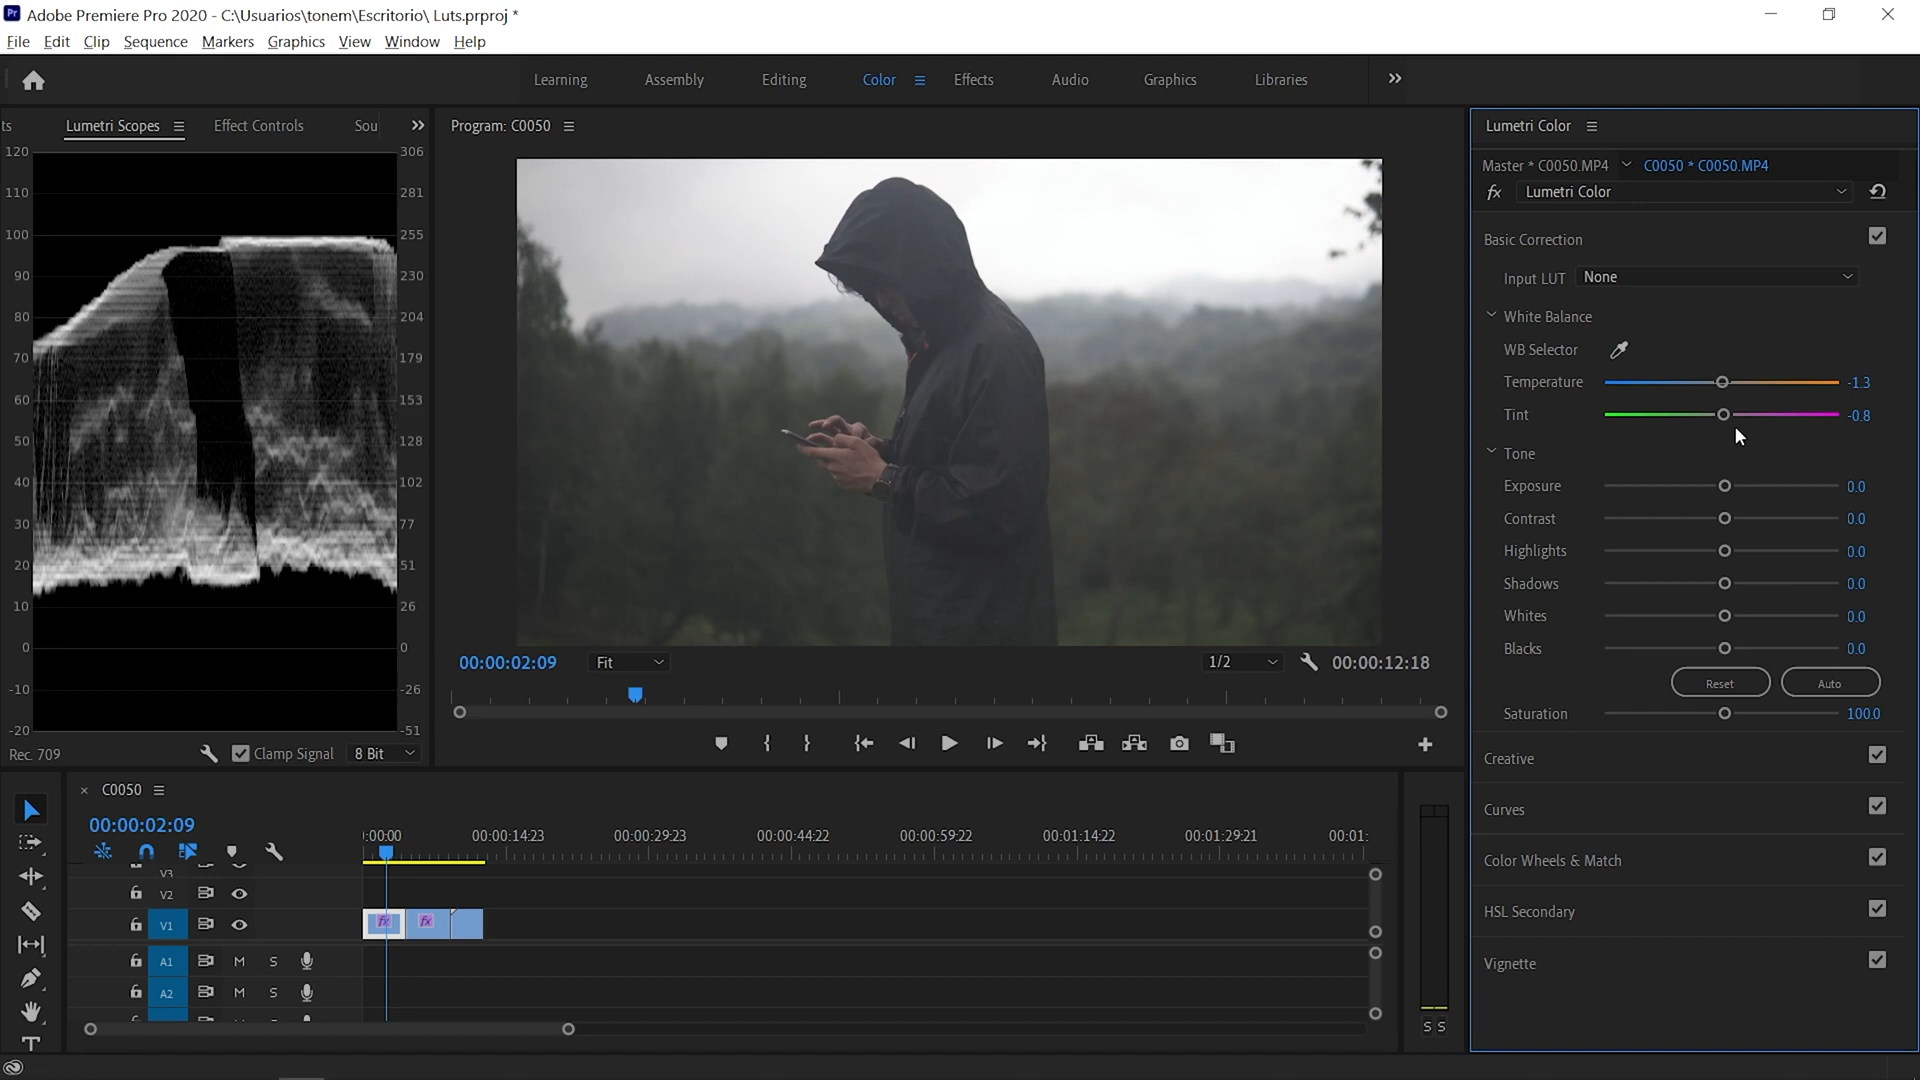 Pr Adobe Premiere Pro 2020 - C:\Usuarios\tonem\Escritorio\ Luts.prproj *
File Edit Clip Sequence Markers Graphics View Window Help
Learning Assembly Editing Color Effects Audio Graphics Libraries
ts Lumetri Scopes Effect Controls Sou
120 306
110 281
100 255
90 230
80 204
70 179
60 153
50 128
40 102
30 77
20 51
10 26
0 0
-10 -26
-20 -51
Rec. 709 Clamp Signal 8 Bit
Program: C0050
00:00:02:09 Fit 1/2 00:00:12:18
Lumetri Color
Master * C0050.MP4 C0050 * C0050.MP4
fx Lumetri Color
Basic Correction
Input LUT None
White Balance
WB Selector
Temperature -1.3
Tint -0.8
Tone
Exposure 0.0
Contrast 0.0
Highlights 0.0
Shadows 0.0
Whites 0.0
Blacks 0.0
Reset Auto
Saturation 100.0
Creative
Curves
Color Wheels & Match
HSL Secondary
Vignette
× C0050
00:00:02:09
:00:00 00:00:14:23 00:00:29:23 00:00:44:22 00:00:59:22 00:01:14:22 00:01:29:21 00:01:
V3
V2
V1 fx fx
A1 M S
A2 M S
S S